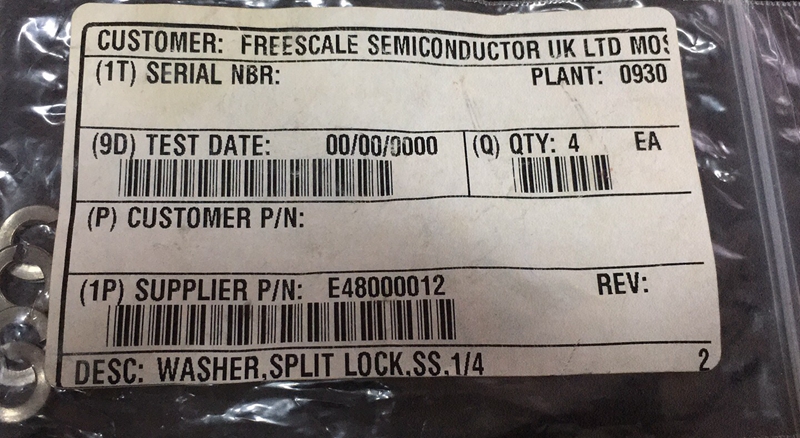 CUSTOMER: FREESCALE SEMICONDUCTOR UK LTD MOS
(1T) SERIAL NBR: PLANT: 0930
(9D) TEST DATE: 00/00/0000 (Q) QTY: 4 EA
(P) CUSTOMER P/N:
(1P) SUPPLIER P/N: E48000012 REV:
DESC: WASHER,SPLIT LOCK,SS,1/4 2